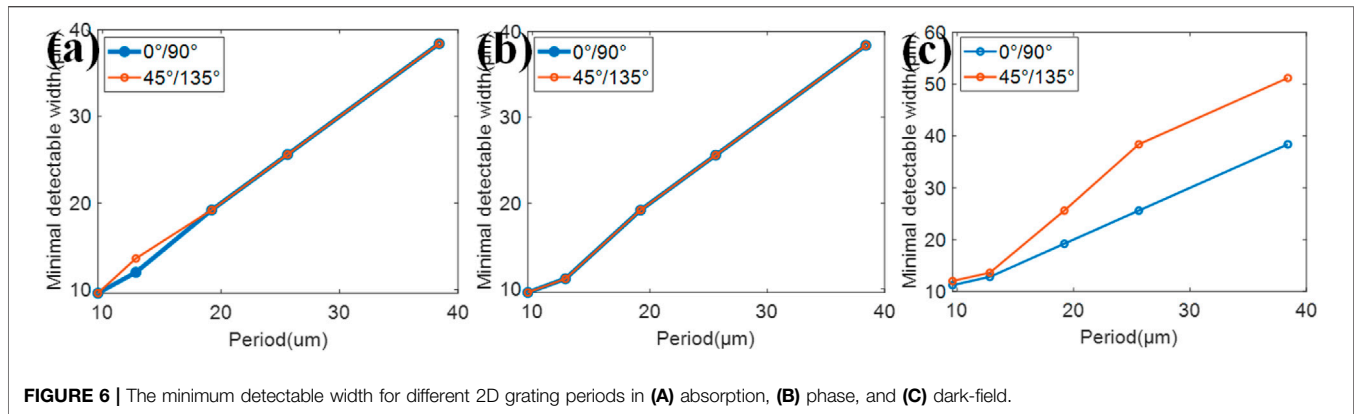 (a)
Minimal detectable width(μm)
40
30
20
10
0°/90°
45°/135°
10 20 30 40
Period(um)
(b)
Minimal detectable width(μm)
40
30
20
10
0°/90°
45°/135°
10 20 30 40
Period(μm)
(c)
Minimal detectable width(μm)
60
50
40
30
20
10
0°/90°
45°/135°
10 20 30 40
Period(μm)
FIGURE 6 | The minimum detectable width for different 2D grating periods in (A) absorption, (B) phase, and (C) dark-field.